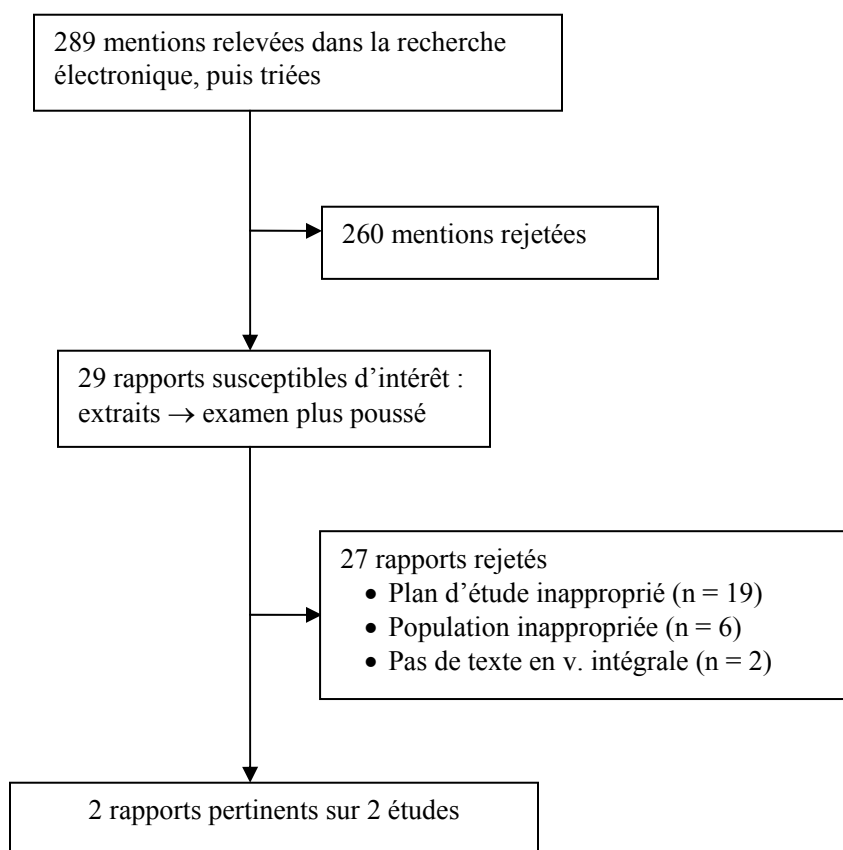 289 mentions relevées dans la recherche
électronique, puis triées
260 mentions rejetées
29 rapports susceptibles d’intérêt :
extraits → examen plus poussé
27 rapports rejetés
• Plan d’étude inapproprié (n = 19)
• Population inappropriée (n = 6)
• Pas de texte en v. intégrale (n = 2)
2 rapports pertinents sur 2 études